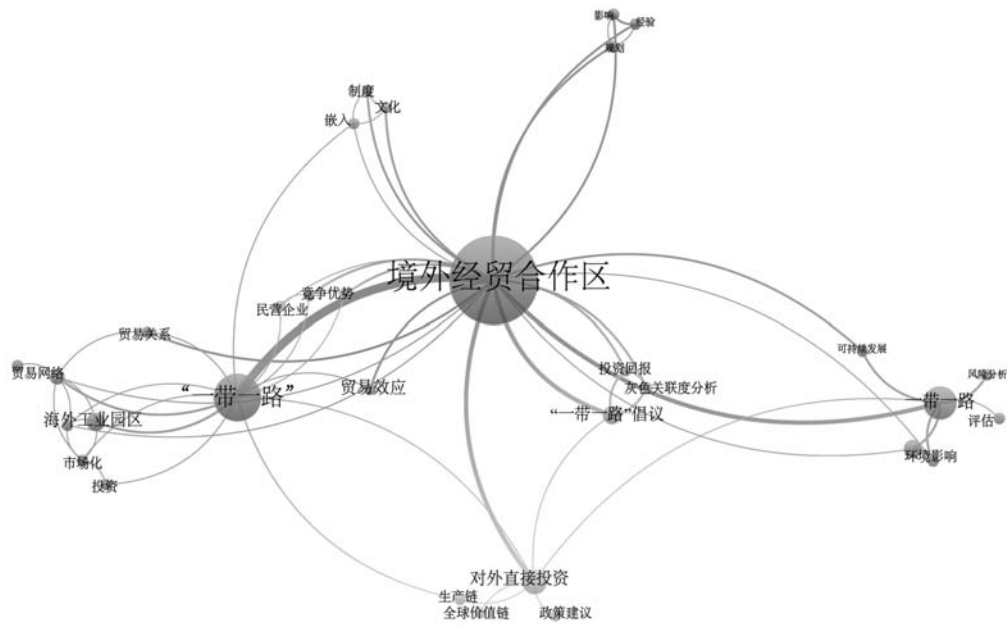 影响
经验
规划
制度
文化
嵌入
境外经贸合作区
竞争优势
民营企业
贸易关系
可持续发展
投资回报
贸易网络
“一带一路”
贸易效应
灰色关联度分析
风险分析
一带一路
海外工业园区
“一带一路”倡议
评估
市场化
环境影响
投资
对外直接投资
生产链
全球价值链
政策建议